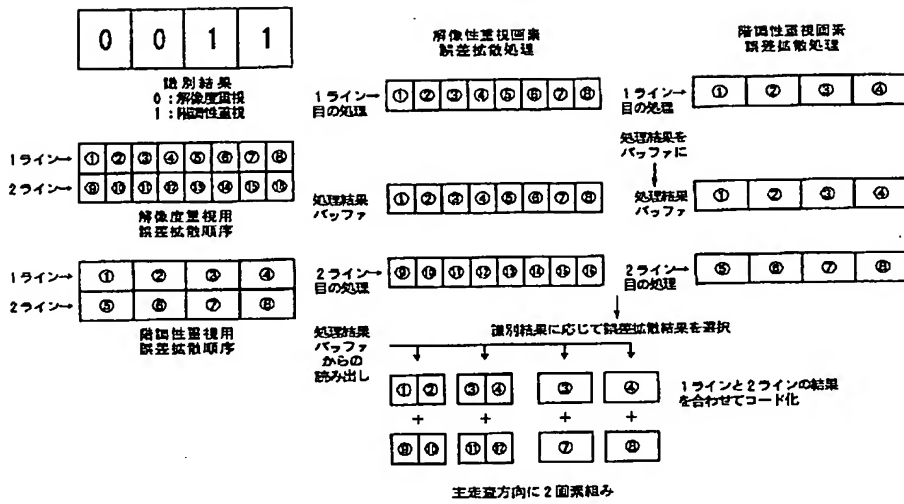 0 0 1 1
識別結果
0：解像度重視
1：階調性重視
1ライン→ ① ② ③ ④ ⑤ ⑥ ⑦ ⑧
2ライン→ ⑨ ⑩ ⑪ ⑫ ⑬ ⑭ ⑮ ⑯
解像度重視用
誤差拡散順序
1ライン→ ① ② ③ ④
2ライン→ ⑤ ⑥ ⑦ ⑧
階調性重視用
誤差拡散順序
解像性重視画素
誤差拡散処理
1ライン→
目の処理
① ② ③ ④ ⑤ ⑥ ⑦ ⑧
処理結果
バッファ
① ② ③ ④ ⑤ ⑥ ⑦ ⑧
2ライン→
目の処理
⑨ ⑩ ⑪ ⑫ ⑬ ⑭ ⑮ ⑯
階調性重視画素
誤差拡散処理
1ライン→
目の処理
① ② ③ ④
処理結果を
バッファに
処理結果
バッファ
① ② ③ ④
2ライン→
目の処理
⑤ ⑥ ⑦ ⑧
識別結果に応じて誤差拡散結果を選択
処理結果
バッファ
からの
読み出し
① ② ③ ④ ③ ④
+ + + +
⑨ ⑩ ⑪ ⑫ ⑦ ⑧
1ラインと2ラインの結果
を合わせてコード化
主走査方向に2画素組み